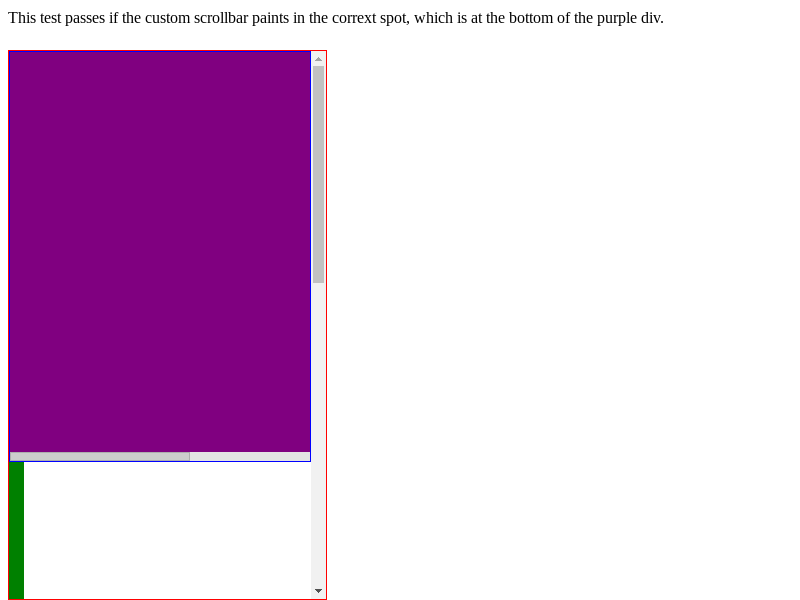 This test passes if the custom scrollbar paints in the corrext spot, which is at the bottom of the purple div.